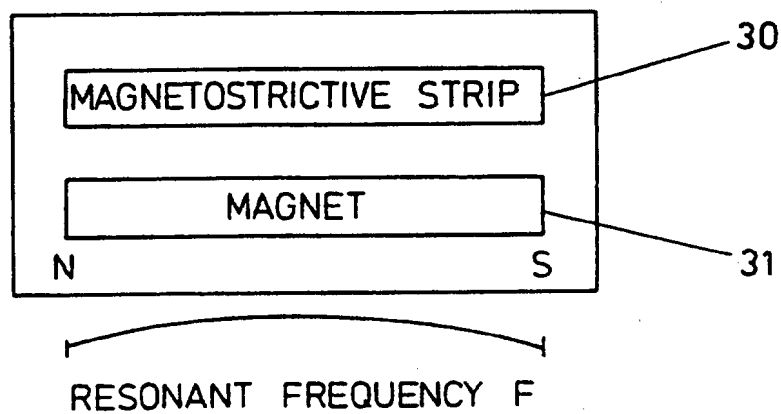 30
MAGNETOSTRICTIVE STRIP
MAGNET
N S
31
RESONANT FREQUENCY F